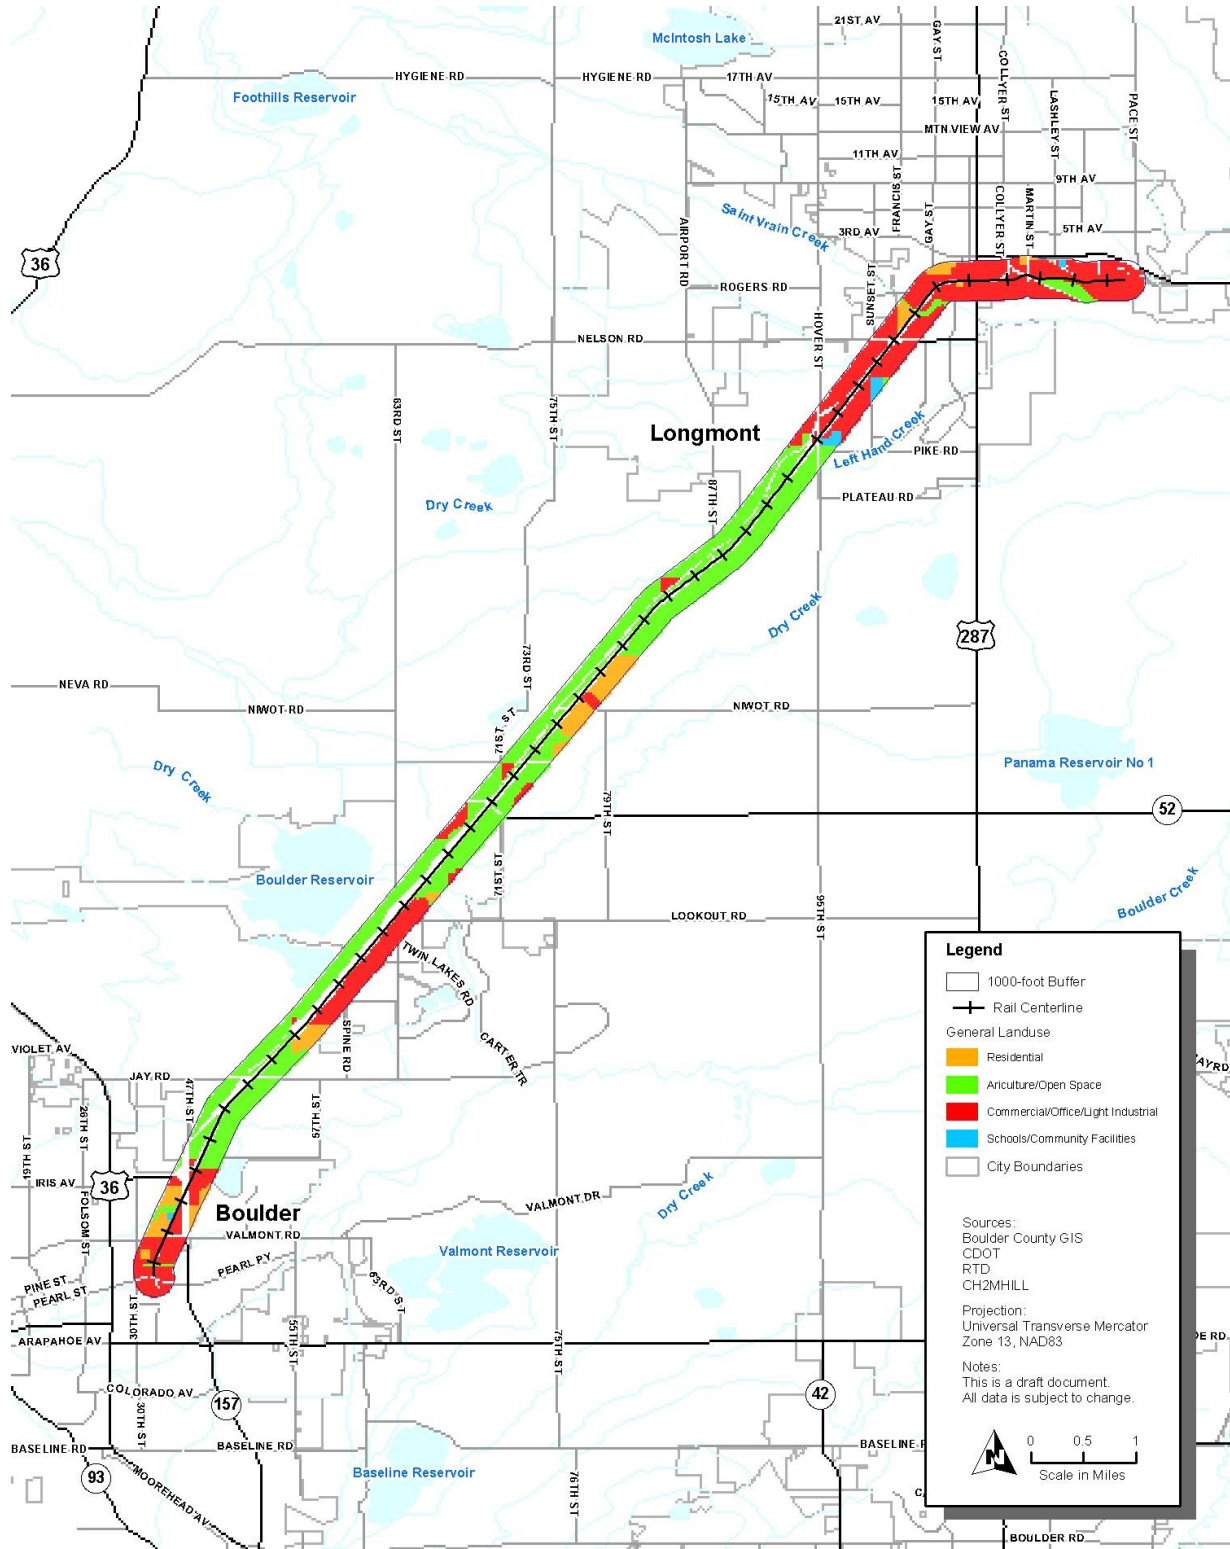 McIntosh Lake
21ST AV
GAY ST
COLLYER ST
HYGIENE RD
HYGIENE RD
17TH AV
Foothills Reservoir
15TH AV
15TH AV
15TH AV
LASHLEY ST
PACE ST
MTN VIEW AV
11TH AV
9TH AV
FRANCIS ST
GAY ST
COLLYER ST
MARTIN ST
Saint Vrain Creek
AIRPORT RD
3RD AV
5TH AV
36
ROGERS RD
SUNSET ST
HOVER ST
NELSON RD
63RD ST
75TH ST
Longmont
Left Hand Creek
PIKE RD
87TH ST
PLATEAU RD
Dry Creek
Dry Creek
287
73RD ST
NEVA RD
NIWOT RD
NIWOT RD
71ST ST
Dry Creek
Panama Reservoir No 1
79TH ST
52
Boulder Reservoir
71ST ST
Boulder Creek
LOOKOUT RD
95TH ST
TWIN LAKES RD
SPINE RD
CARTER TR
VIOLET AV
JAY RD
47TH ST
28TH ST
57TH ST
19TH ST
IRIS AV
36
FOLSOM ST
Boulder
VALMONT RD
VALMONT DR
Dry Creek
PEARL PY
Valmont Reservoir
63RD ST
PINE ST
PEARL ST
30TH ST
ARAPAHOE AV
55TH ST
75TH ST
COLORADO AV
157
42
30TH ST
BASELINE RD
BASELINE RD
BASELINE R
93
MOOREHEAD AV
Baseline Reservoir
76TH ST
BOULDER RD
AY RD
DE RD
CA
Legend
1000-foot Buffer
Rail Centerline
General Landuse
Residential
Ariculture/Open Space
Commercial/Office/Light Industrial
Schools/Community Facilities
City Boundaries
Sources:
Boulder County GIS
CDOT
RTD
CH2MHILL
Projection:
Universal Transverse Mercator
Zone 13, NAD83
Notes:
This is a draft document.
All data is subject to change.
N
0 0.5 1
Scale in Miles